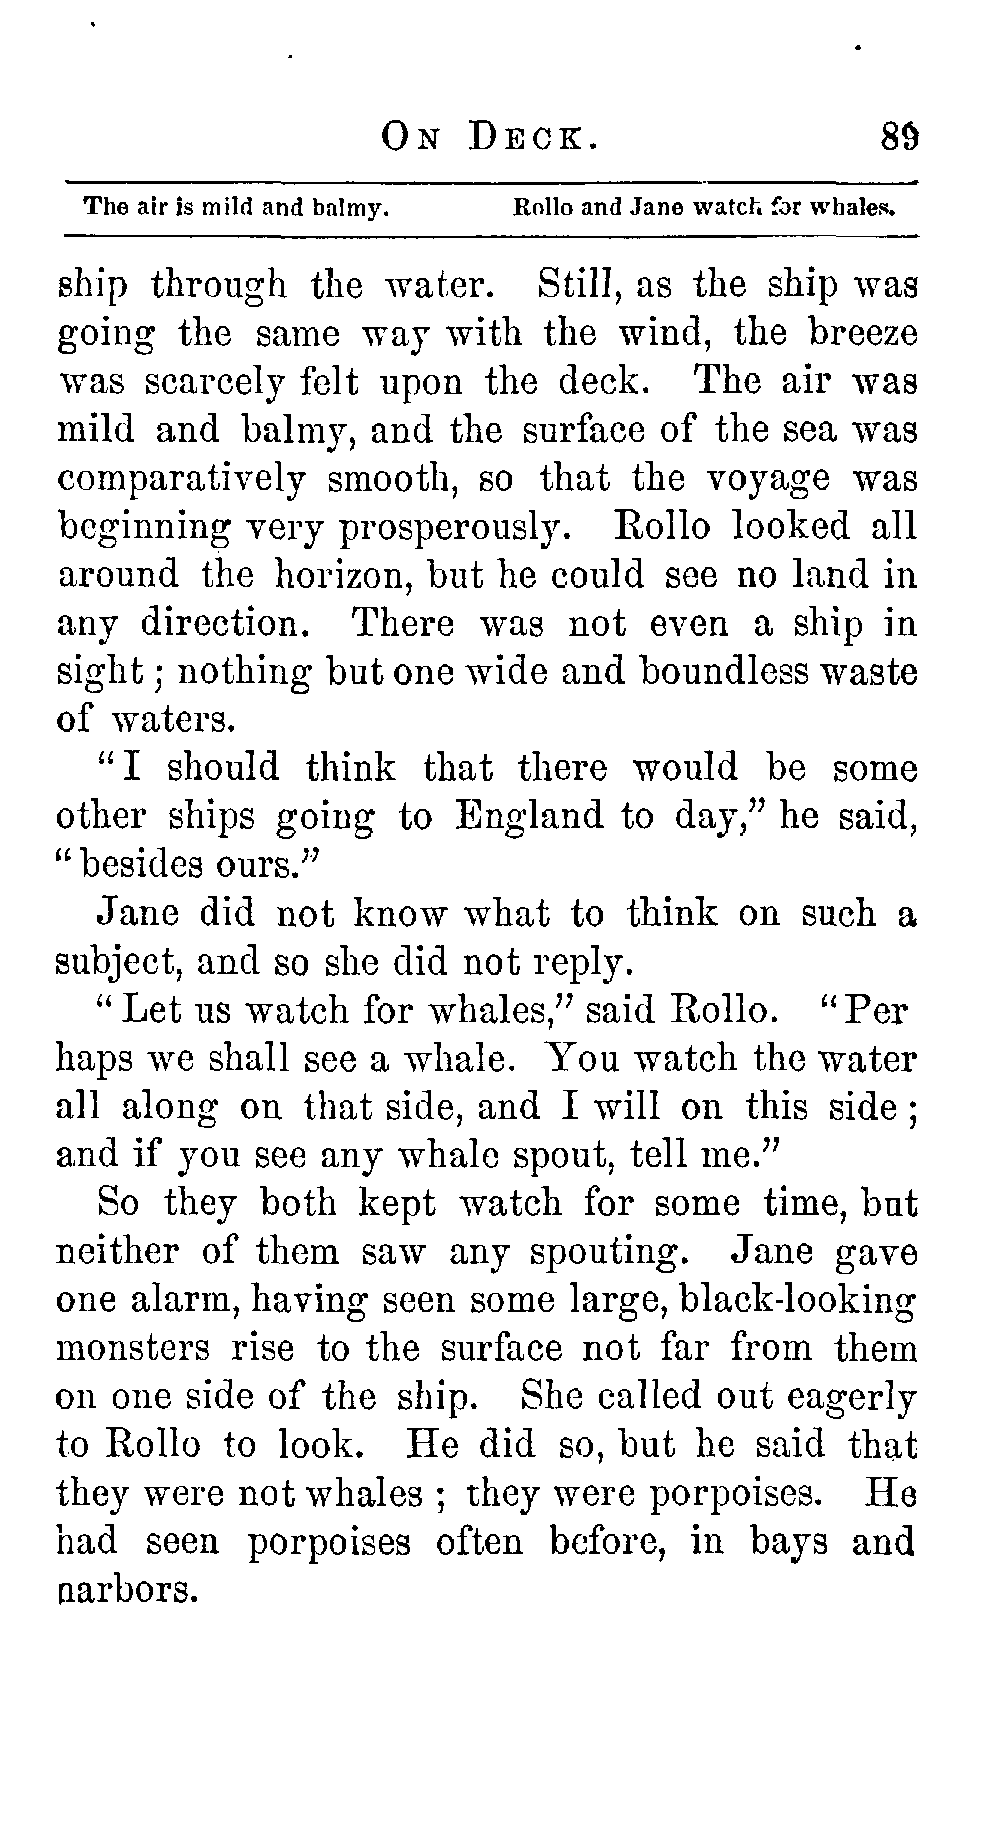 On Deck. 89
The air is mild and balmy. Rollo and Jane watch for whales.
ship through the water. Still, as the ship was
going the same way with the wind, the breeze
was scarcely felt upon the deck. The air was
mild and balmy, and the surface of the sea was
comparatively smooth, so that the voyage was
beginning very prosperously. Rollo looked all
around the horizon, but he could see no land in
any direction. There was not even a ship in
sight; nothing but one wide and boundless waste
of waters.
"I should think that there would be some
other ships going to England to day," he said,
"besides ours."
Jane did not know what to think on such a
subject, and so she did not reply.
"Let us watch for whales," said Rollo. "Per
haps we shall see a whale. You watch the water
all along on that side, and I will on this side;
and if you see any whale spout, tell me."
So they both kept watch for some time, but
neither of them saw any spouting. Jane gave
one alarm, having seen some large, black-looking
monsters rise to the surface not far from them
on one side of the ship. She called out eagerly
to Rollo to look. He did so, but he said that
they were not whales; they were porpoises. He
had seen porpoises often before, in bays and
harbors.